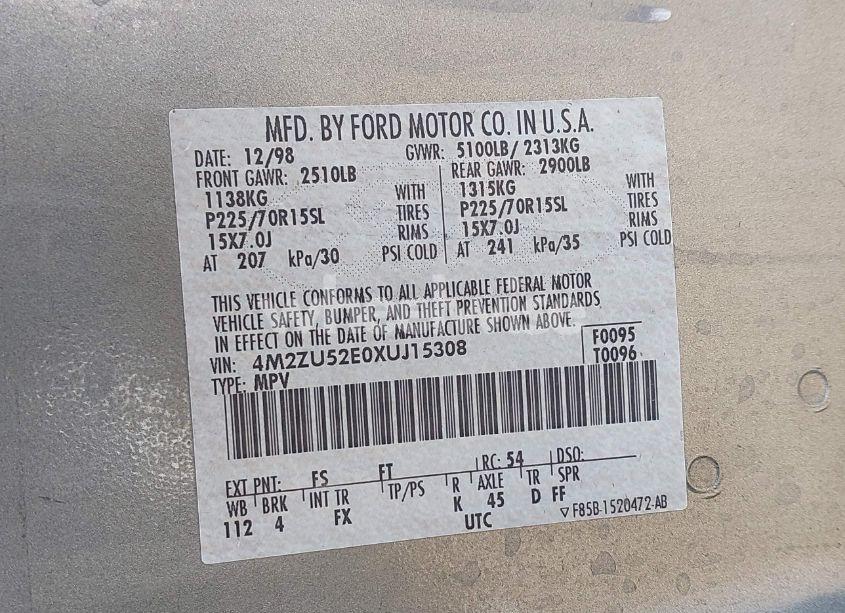 MFD. BY FORD MOTOR CO. IN U.S.A.
DATE: 12/98 GVWR: 5100LB/ 2313KG
FRONT GAWR: 2510LB REAR GAWR: 2900LB
1138KG WITH 1315KG WITH
P225/70R15SL TIRES P225/70R15SL TIRES
15X7.0J RIMS 15X7.0J RIMS
AT 207 kPa/30 PSI COLD AT 241 kPa/35 PSI COLD
THIS VEHICLE CONFORMS TO ALL APPLICABLE FEDERAL MOTOR
VEHICLE SAFETY, BUMPER, AND THEFT PREVENTION STANDARDS
IN EFFECT ON THE DATE OF MANUFACTURE SHOWN ABOVE.
VIN: 4M2ZU52E0XUJ15308 F0095
TYPE: MPV T0096
EXT PNT: FS FT RC: 54 DSO:
WB BRK INT TR TP/PS R AXLE TR SPR
112 4 FX K 45 D FF
UTC ▽ F85B-1520472-AB